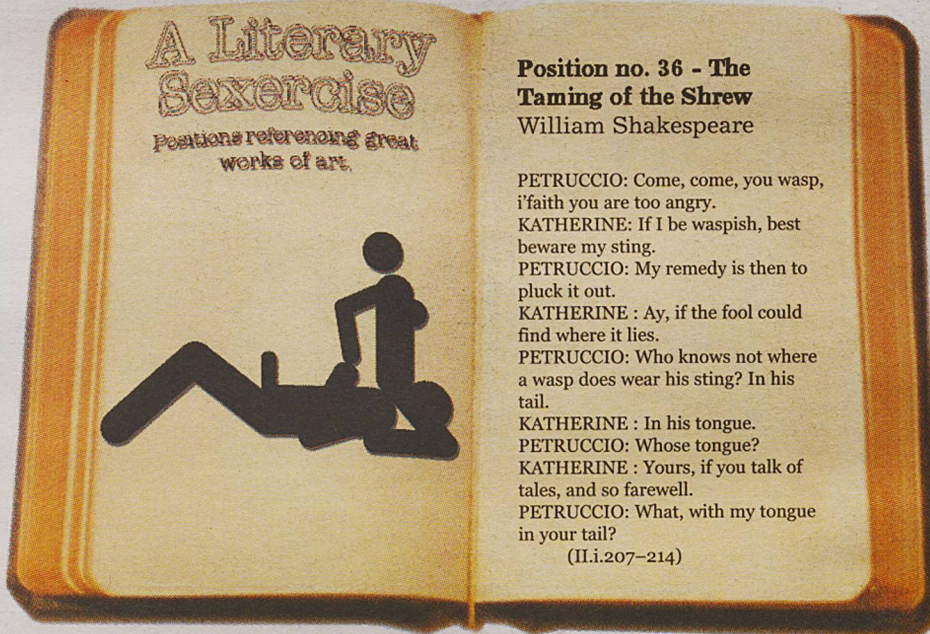 A Literary
Sexercise
Positions referencing great
works of art.
Position no. 36 - The
Taming of the Shrew
William Shakespeare
PETRUCCIO: Come, come, you wasp,
i'faith you are too angry.
KATHERINE: If I be waspish, best
beware my sting.
PETRUCCIO: My remedy is then to
pluck it out.
KATHERINE : Ay, if the fool could
find where it lies.
PETRUCCIO: Who knows not where
a wasp does wear his sting? In his
tail.
KATHERINE : In his tongue.
PETRUCCIO: Whose tongue?
KATHERINE : Yours, if you talk of
tales, and so farewell.
PETRUCCIO: What, with my tongue
in your tail?
(II.i.207–214)